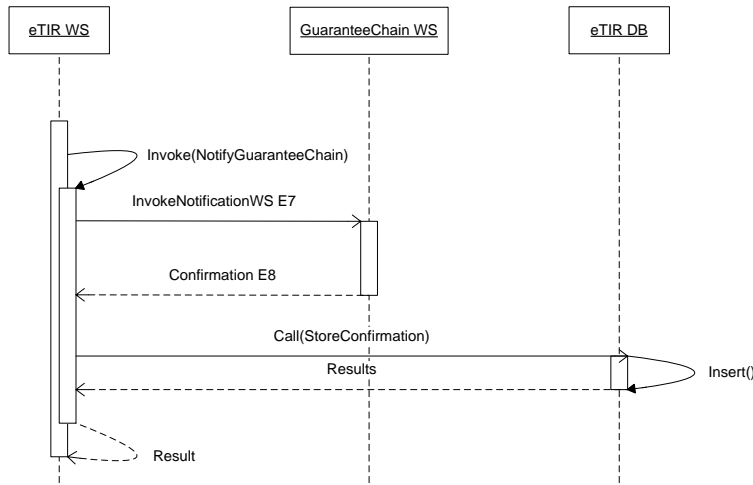 eTIR WS
GuaranteeChain WS
eTIR DB
Invoke(NotifyGuaranteeChain)
InvokeNotificationWS E7
Confirmation E8
Call(StoreConfirmation)
Results
Insert()
Result